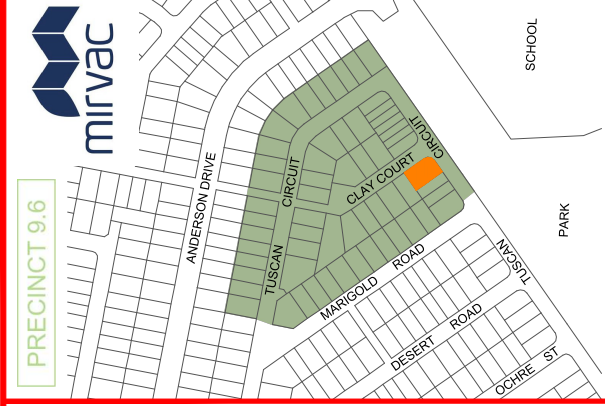 mirvac
PRECINCT 9.6
SCHOOL
PARK
ANDERSON DRIVE
TUSCAN CIRCUIT
CLAY COURT
CIRCUIT
TUSCAN
MARIGOLD ROAD
DESERT ROAD
OCHRE ST